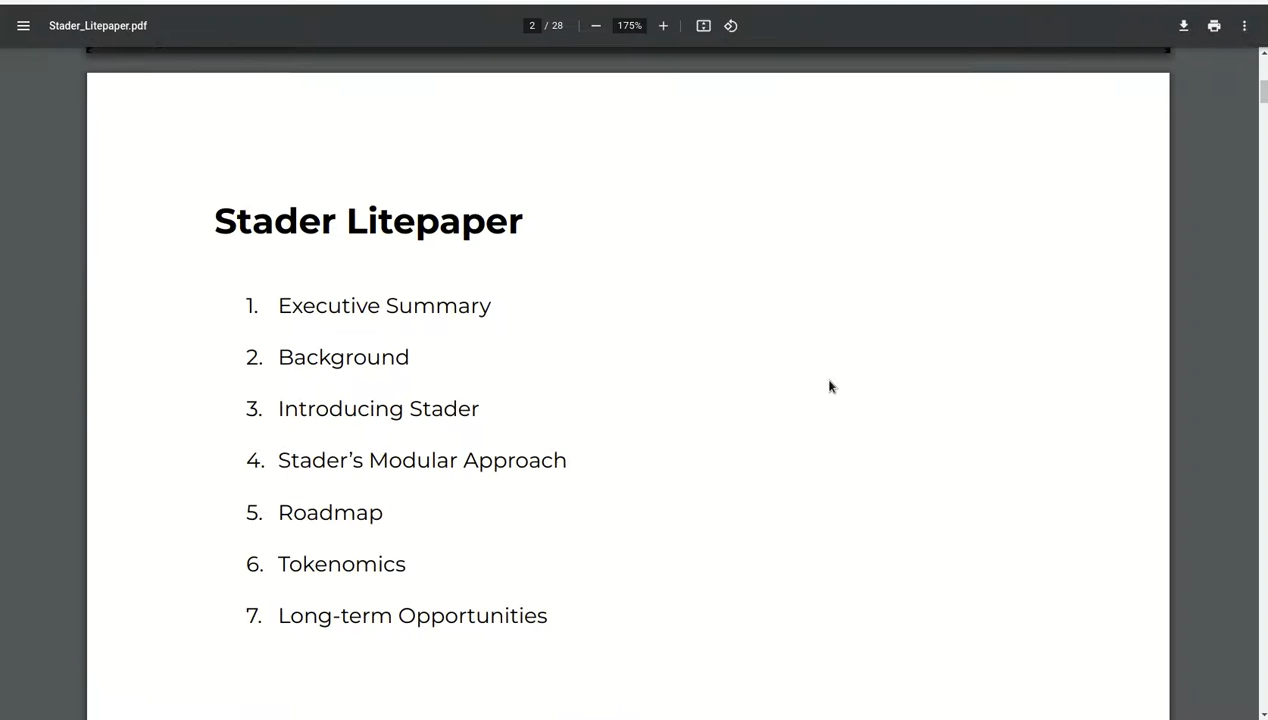 Stader_Litepaper.pdf
2 / 28
175%
Stader Litepaper
1. Executive Summary
2. Background
3. Introducing Stader
4. Stader’s Modular Approach
5. Roadmap
6. Tokenomics
7. Long-term Opportunities